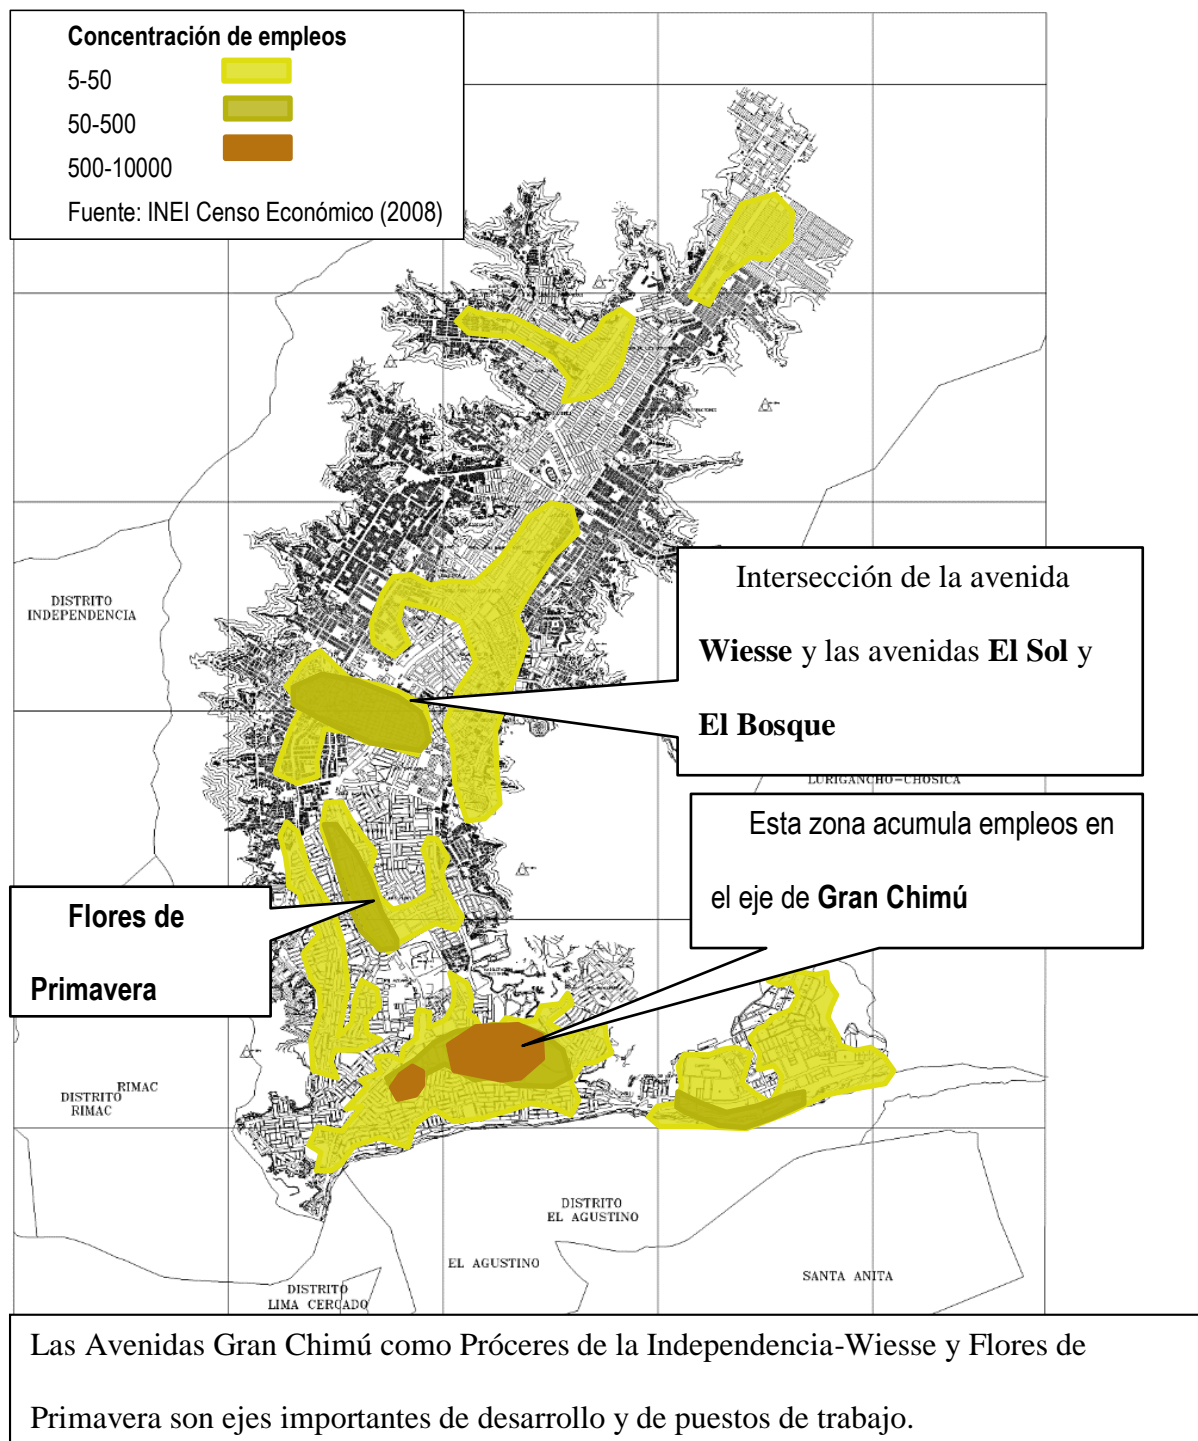 Concentración de empleos
5-50
50-500
500-10000
Fuente: INEI Censo Económico (2008)
DISTRITO
INDEPENDENCIA
Intersección de la avenida
Wiesse y las avenidas El Sol y
El Bosque
LURIGANCHO-CHOSICA
Esta zona acumula empleos en
el eje de Gran Chimú
Flores de
Primavera
RIMAC
DISTRITO
RIMAC
DISTRITO
EL AGUSTINO
EL AGUSTINO
SANTA ANITA
DISTRITO
LIMA CERCADO
Las Avenidas Gran Chimú como Próceres de la Independencia-Wiesse y Flores de
Primavera son ejes importantes de desarrollo y de puestos de trabajo.